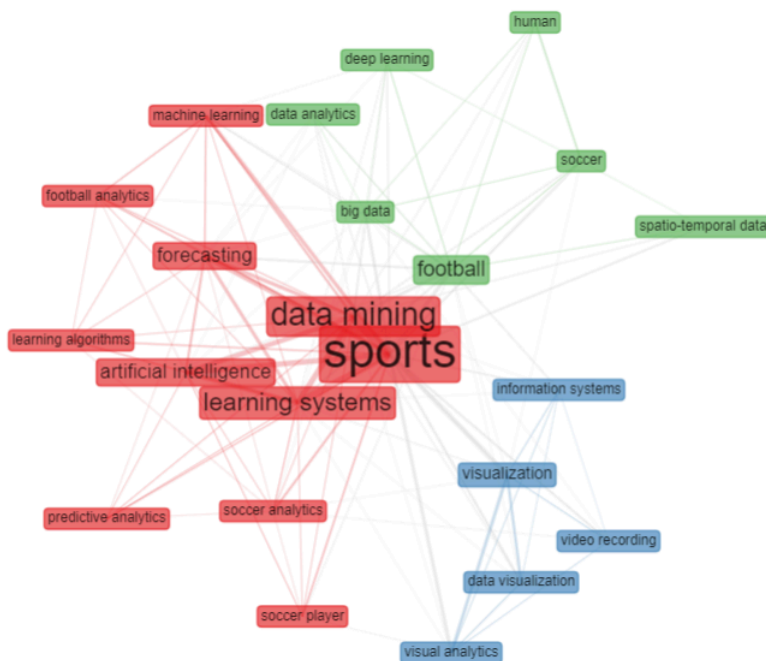 human
deep learning
machine learning
data analytics
soccer
football analytics
big data
spatio-temporal data
forecasting
football
data mining
learning algorithms
sports
artificial intelligence
information systems
learning systems
visualization
soccer analytics
predictive analytics
video recording
data visualization
soccer player
visual analytics